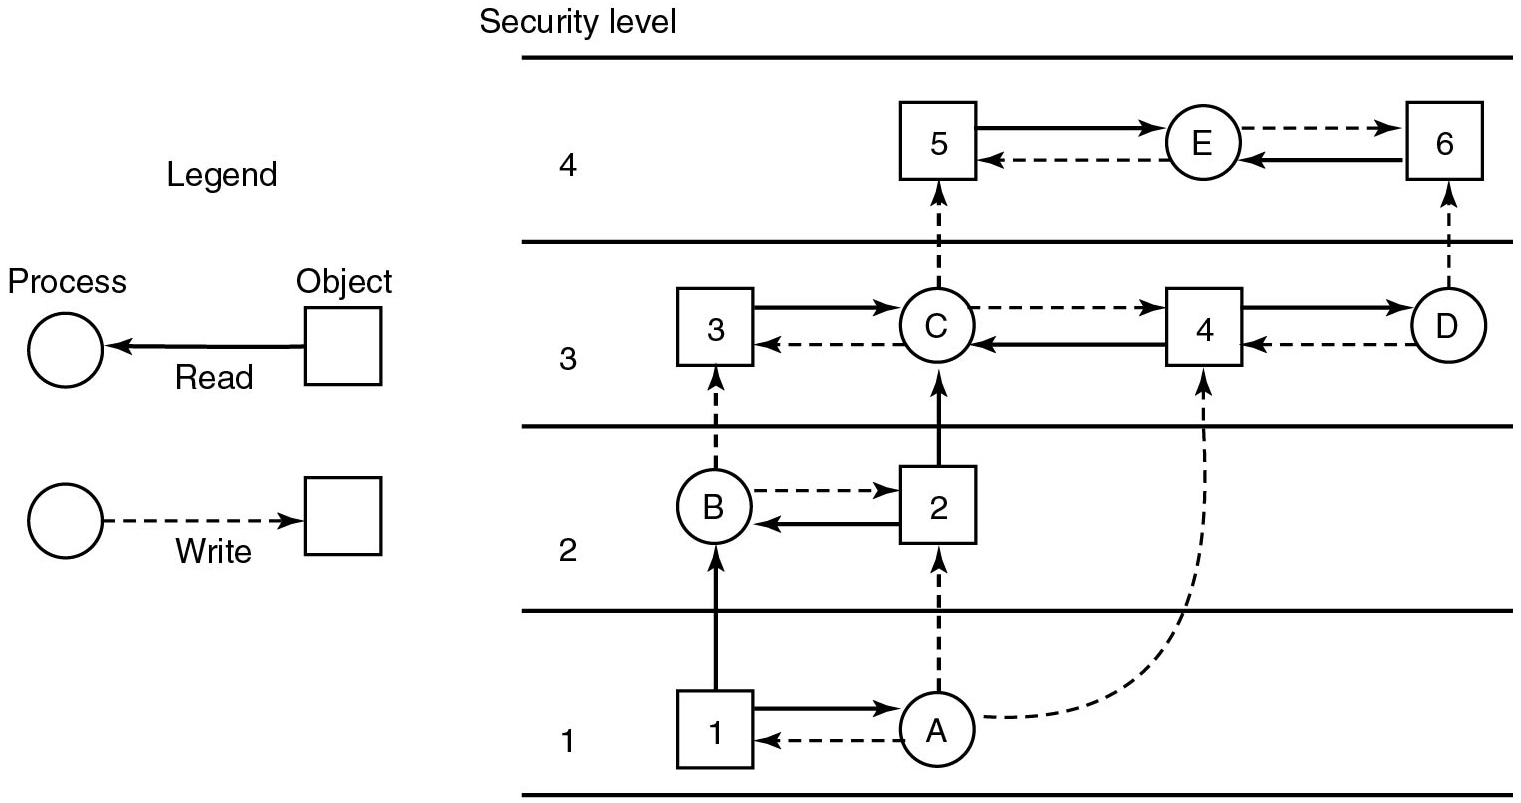 Security level
Legend
Process
Object
Read
Write
4
5
E
6
3
3
C
4
D
2
B
2
1
1
A